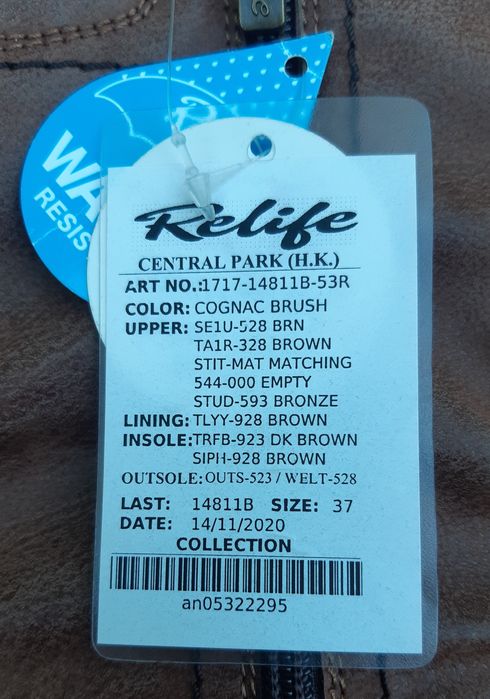 RESIS
Relife
CENTRAL PARK (H.K.)
ART NO.:1717-14811B-53R
COLOR: COGNAC BRUSH
UPPER: SE1U-528 BRN
TA1R-328 BROWN
STIT-MAT MATCHING
544-000 EMPTY
STUD-593 BRONZE
LINING: TLYY-928 BROWN
INSOLE:TRFB-923 DK BROWN
SIPH-928 BROWN
OUTSOLE: OUTS-523 / WELT-528
LAST: 14811B SIZE: 37
DATE: 14/11/2020
COLLECTION
an05322295